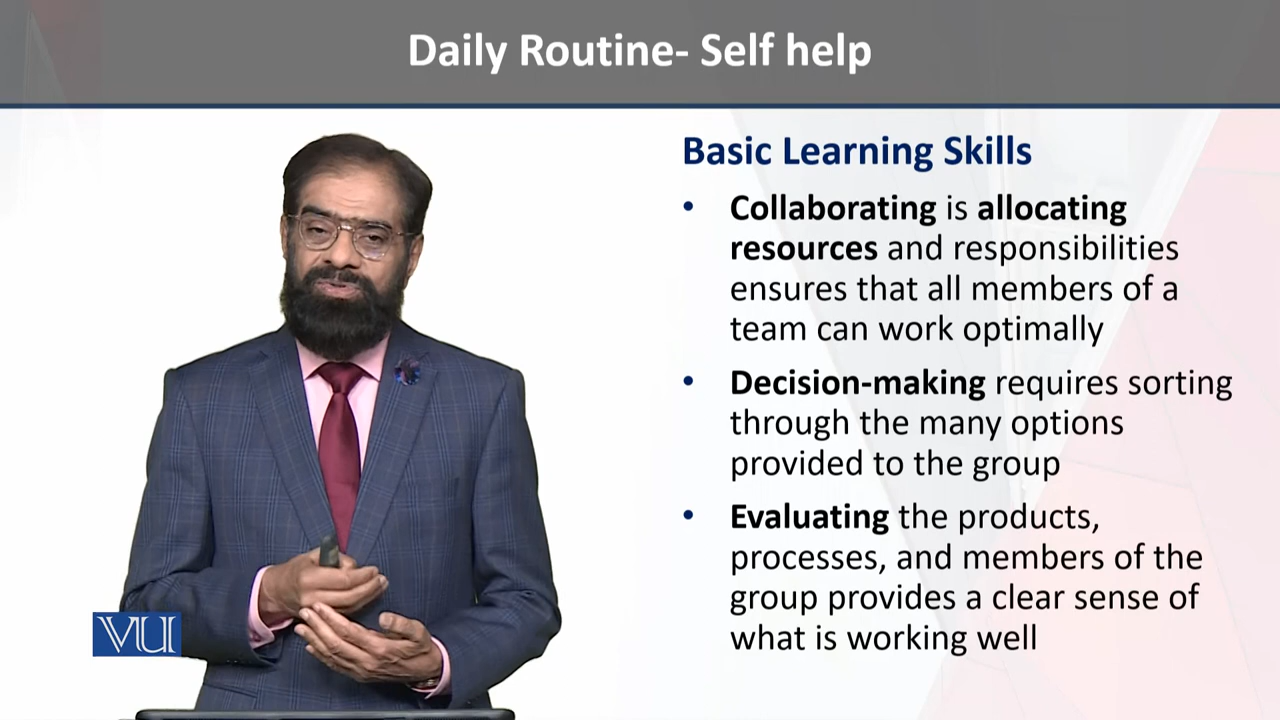 Daily Routine- Self help
Basic Learning Skills
• Collaborating is allocating
resources and responsibilities
ensures that all members of a
team can work optimally
• Decision-making requires sorting
through the many options
provided to the group
• Evaluating the products,
processes, and members of the
group provides a clear sense of
what is working well
VU